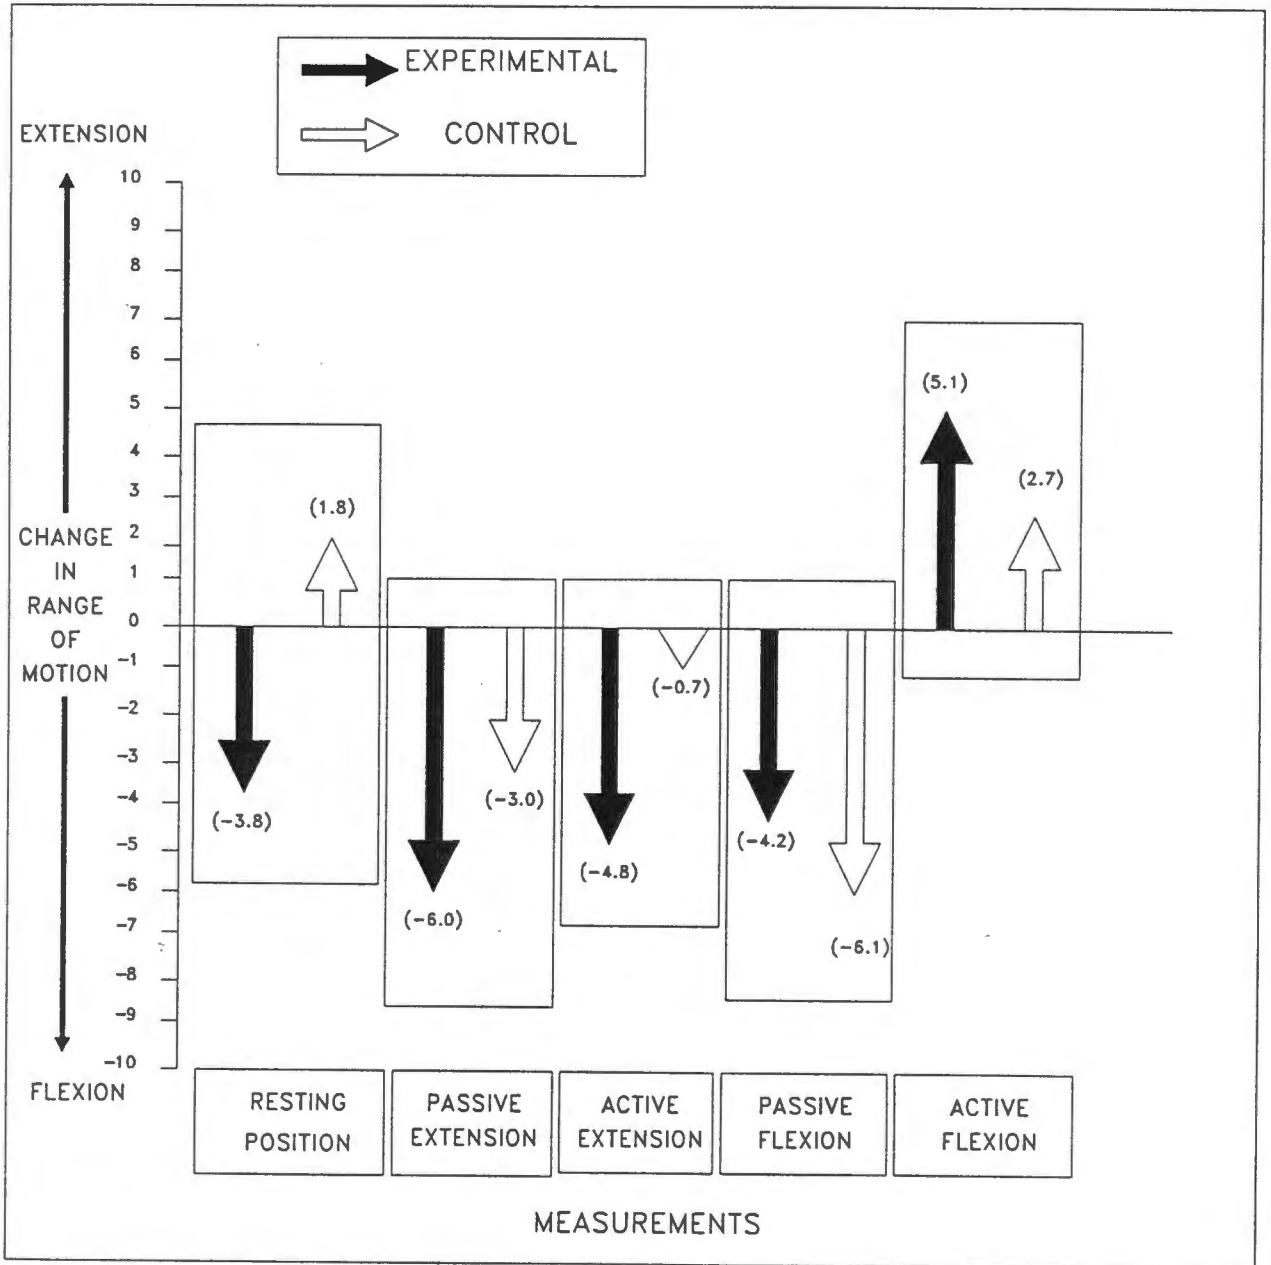 EXPERIMENTAL
CONTROL
EXTENSION
10
9
8
7
6
5
4
3
2
1
0
-1
-2
-3
-4
-5
-6
-7
-8
-9
-10
CHANGE
IN
RANGE
OF
MOTION
FLEXION
(-3.8)
(1.8)
(-6.0)
(-3.0)
(-4.8)
(-0.7)
(-4.2)
(-6.1)
(5.1)
(2.7)
RESTING
POSITION
PASSIVE
EXTENSION
ACTIVE
EXTENSION
PASSIVE
FLEXION
ACTIVE
FLEXION
MEASUREMENTS